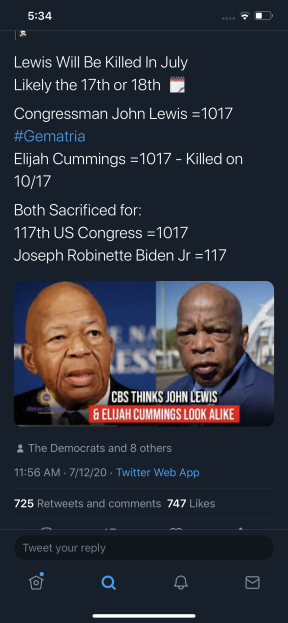 5:34
Lewis Will Be Killed In July
Likely the 17th or 18th
Congressman John Lewis =1017
#Gematria
Elijah Cummings =1017 - Killed on
10/17
Both Sacrificed for:
117th US Congress =1017
Joseph Robinette Biden Jr =117
CBS THINKS JOHN LEWIS
& ELIJAH CUMMINGS LOOK ALIKE
The Democrats and 8 others
11:56 AM · 7/12/20 · Twitter Web App
725 Retweets and comments 747 Likes
Tweet your reply